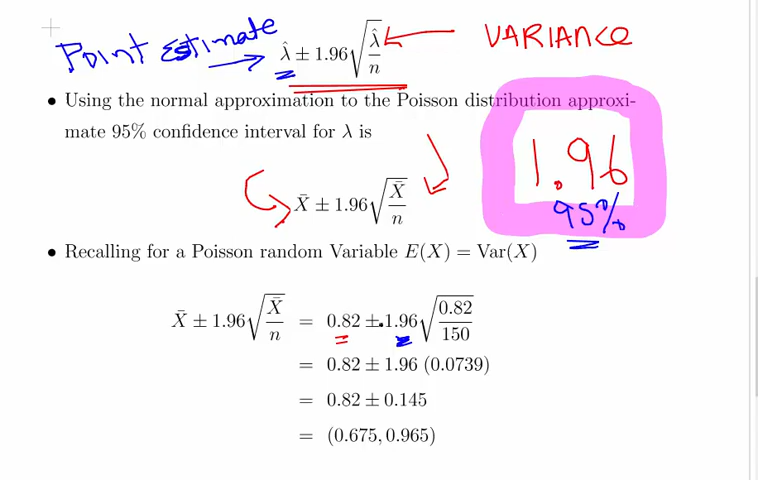 Point Estimate
λ̂ ± 1.96√(λ̂/n)
VARIANCE
• Using the normal approximation to the Poisson distribution approxi-
mate 95% confidence interval for λ is
1.96
95%
X̄ ± 1.96√(X̄/n)
• Recalling for a Poisson random Variable E(X) = Var(X)
X̄ ± 1.96√(X̄/n) = 0.82 ± 1.96√(0.82/150)
= 0.82 ± 1.96 (0.0739)
= 0.82 ± 0.145
= (0.675, 0.965)